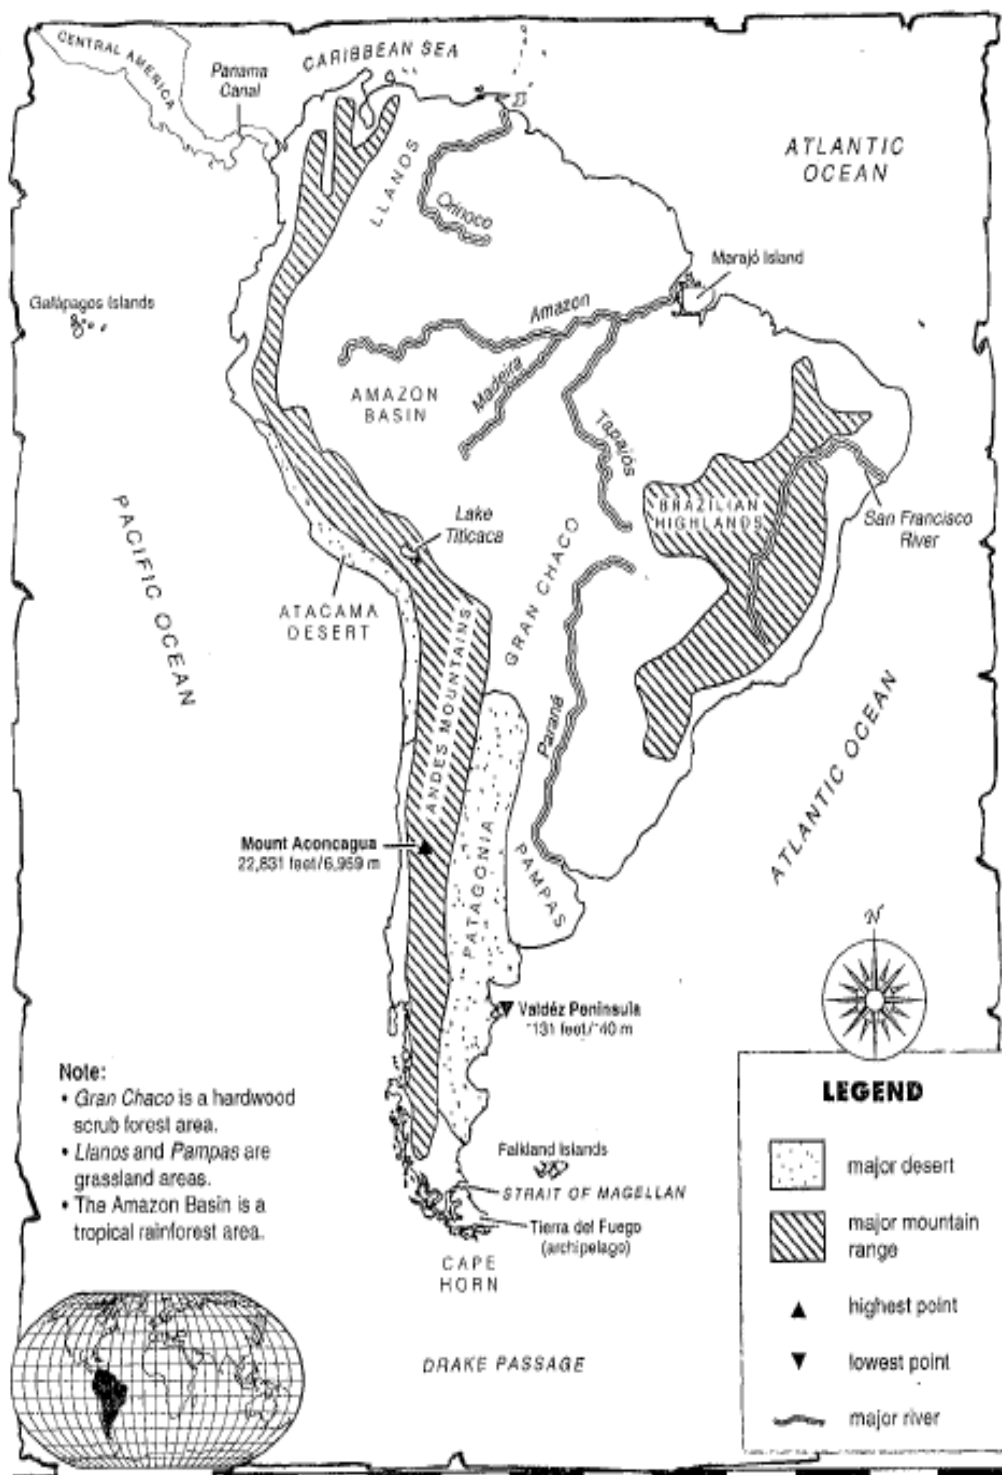 CENTRAL AMERICA
Panama
Canal
CARIBBEAN SEA
ATLANTIC
OCEAN
LLANOS
Orinoco
Marajó Island
Galápagos Islands
Amazon
Madeira
AMAZON
BASIN
Tapajós
PACIFIC OCEAN
Lake
Titicaca
BRAZILIAN
HIGHLANDS
San Francisco
River
GRAN CHACO
ATACAMA
DESERT
ANDES MOUNTAINS
Paraná
ATLANTIC OCEAN
Mount Aconcagua
22,831 feet/6,959 m
PATAGONIA
PAMPAS
N
Valdéz Peninsula
-131 feet/-40 m
Note:
• Gran Chaco is a hardwood
scrub forest area.
• Llanos and Pampas are
grassland areas.
• The Amazon Basin is a
tropical rainforest area.
Falkland Islands
STRAIT OF MAGELLAN
Tierra del Fuego
(archipelago)
CAPE
HORN
DRAKE PASSAGE
LEGEND
major desert
major mountain
range
highest point
lowest point
major river